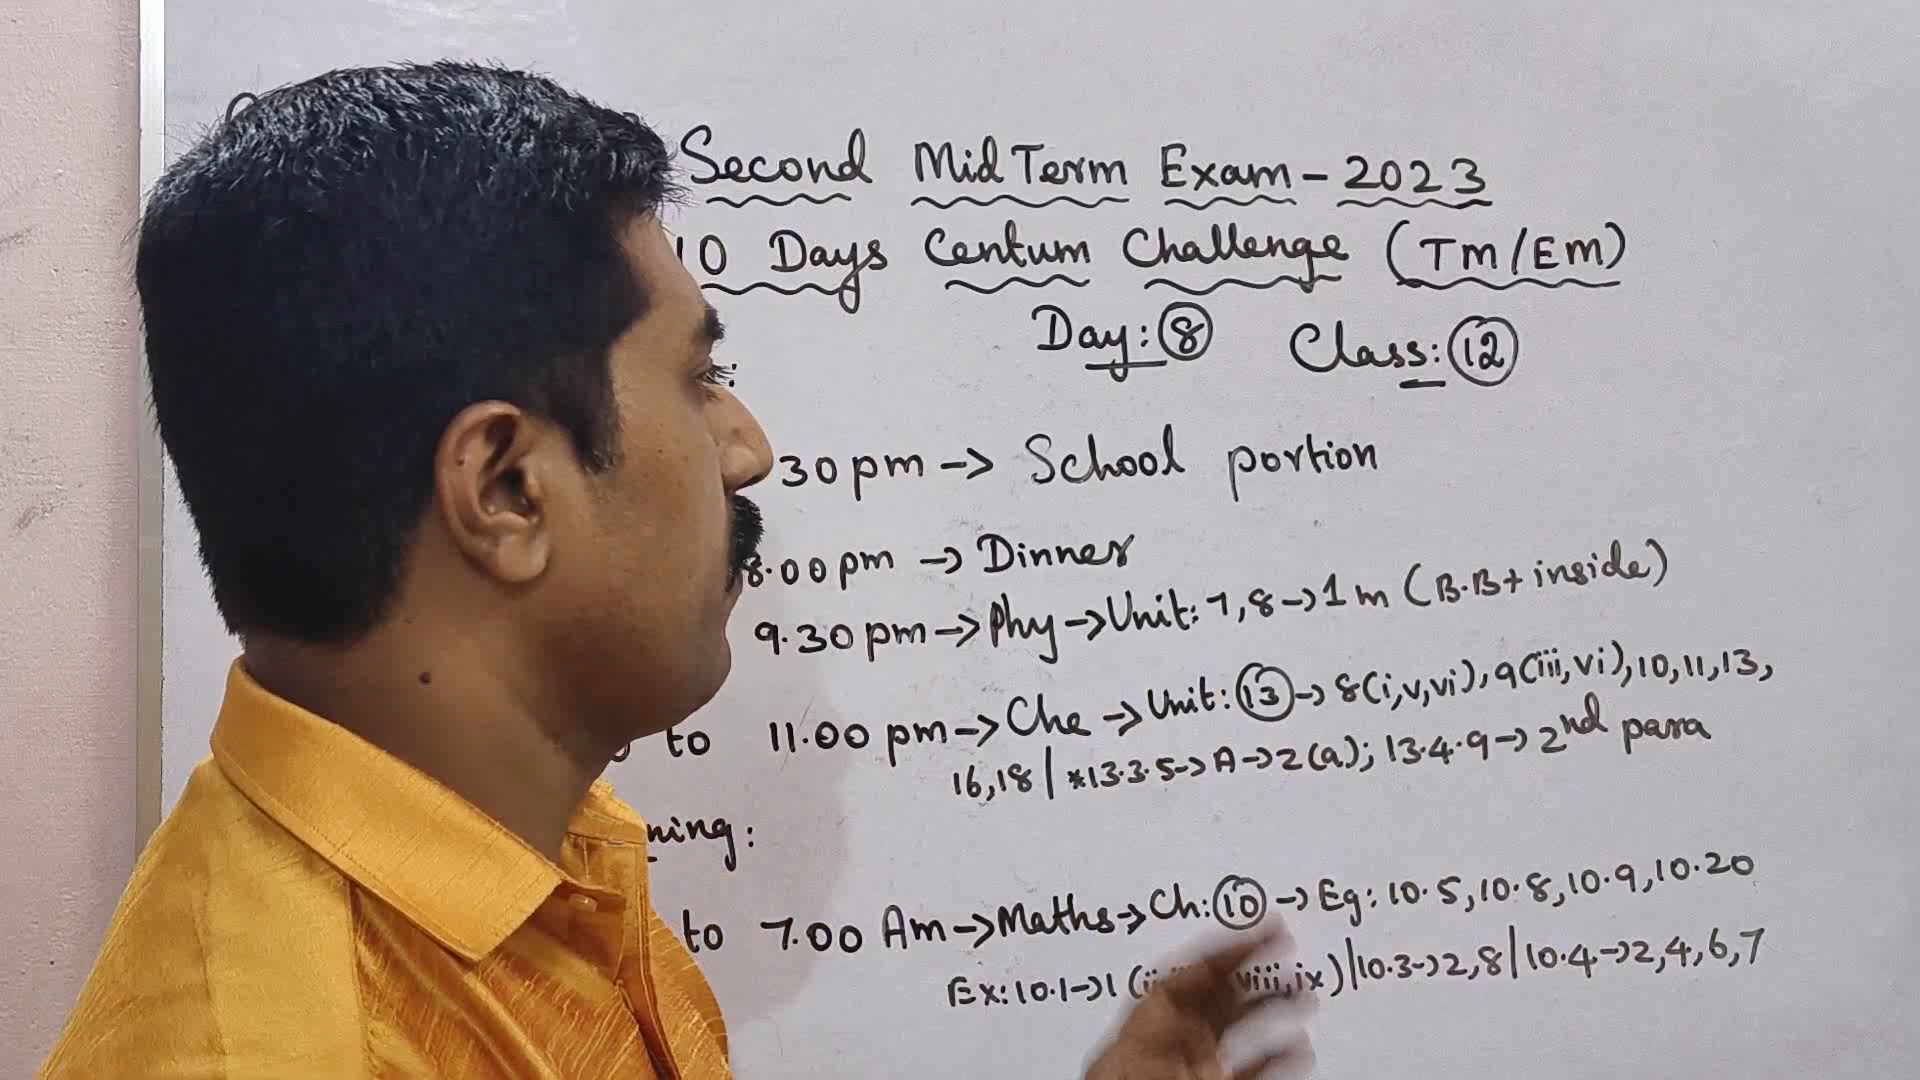 Second Mid Term Exam - 2023
10 Days Centum Challenge (TM/EM)
Day: 8 Class: 12
30 pm -> School portion
8.00 pm -> Dinner
9.30 pm -> Phy -> Unit: 7, 8 -> 1 m (B.B + inside)
to 11.00 pm -> Che -> Unit: 13 -> 8(i,v,vi), 9(iii,vi), 10, 11, 13,
16, 18 | *13.3.5 -> A -> 2(a); 13.4.9 -> 2nd para
ning:
to 7.00 Am -> Maths -> Ch: 10 -> Eg: 10.5, 10.8, 10.9, 10.20
Ex: 10.1 -> 1 (ii, viii, ix) | 10.3 -> 2, 8 | 10.4 -> 2, 4, 6, 7